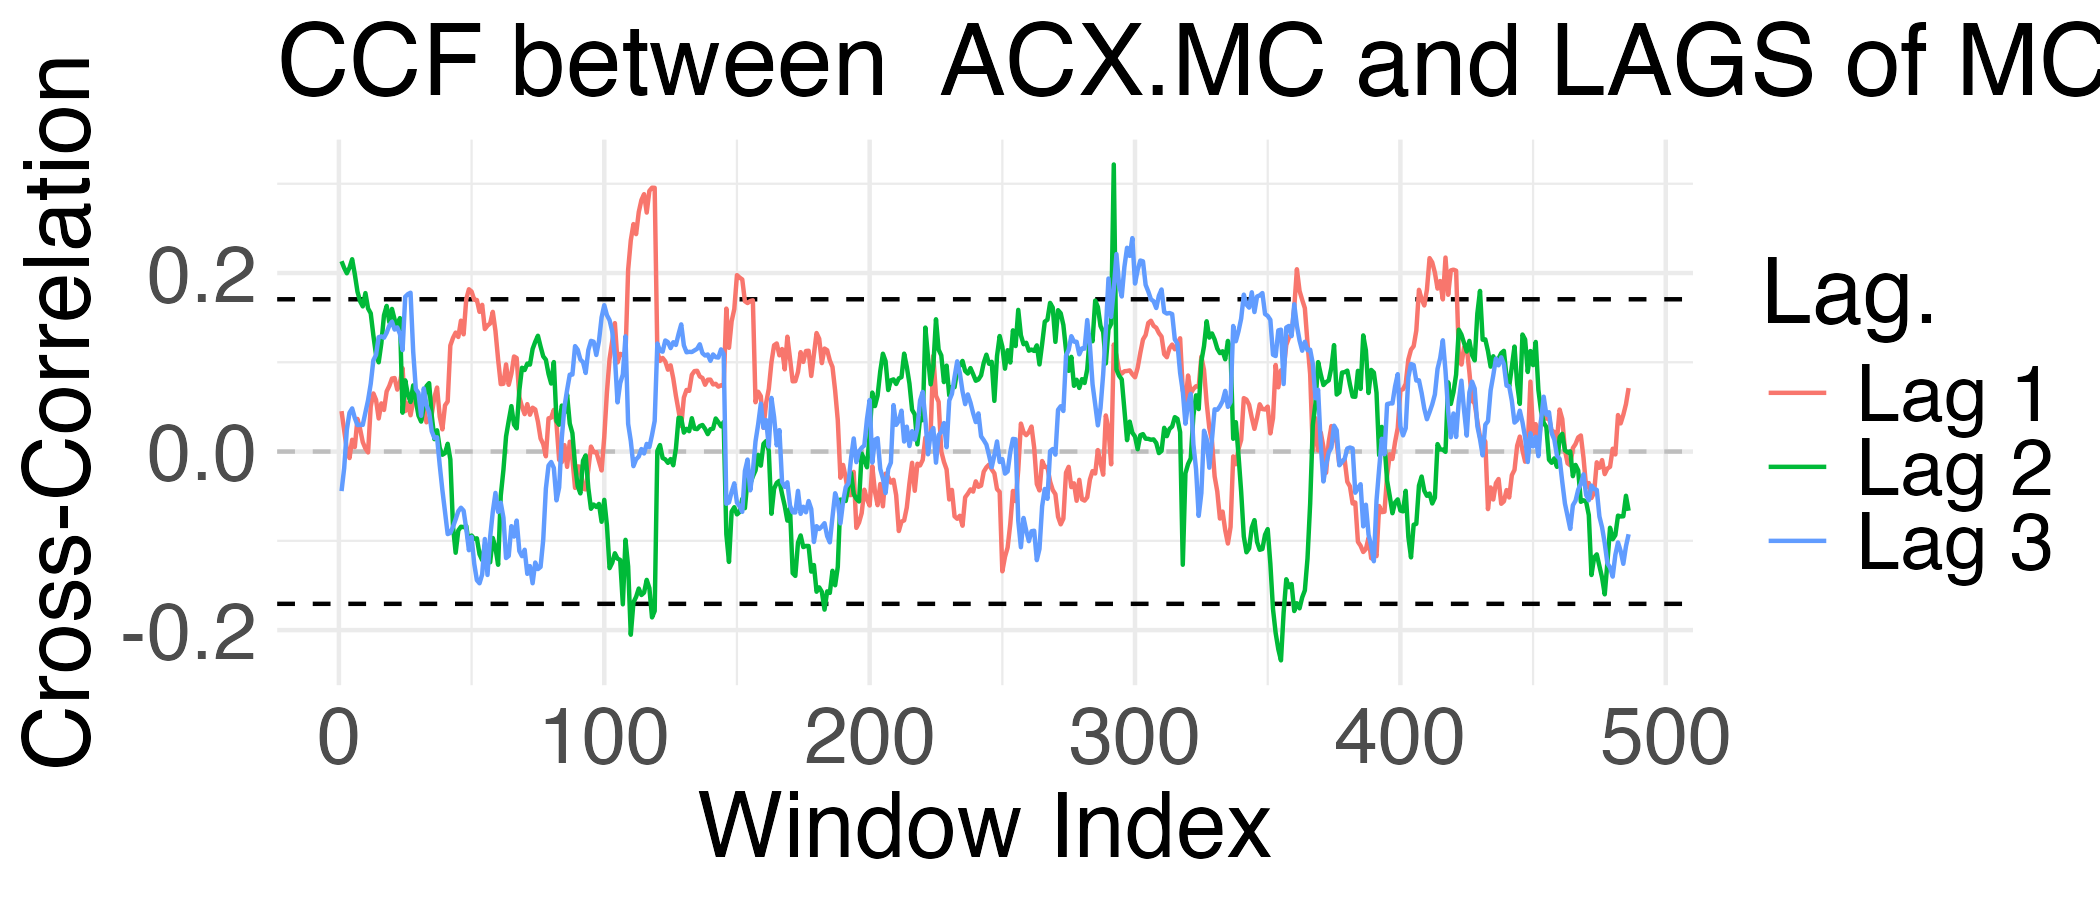 CCF between  ACX.MC and LAGS of MC
Cross-Correlation
0.2
0.0
-0.2
0
100
200
300
400
500
Window Index
Lag.
Lag 1
Lag 2
Lag 3